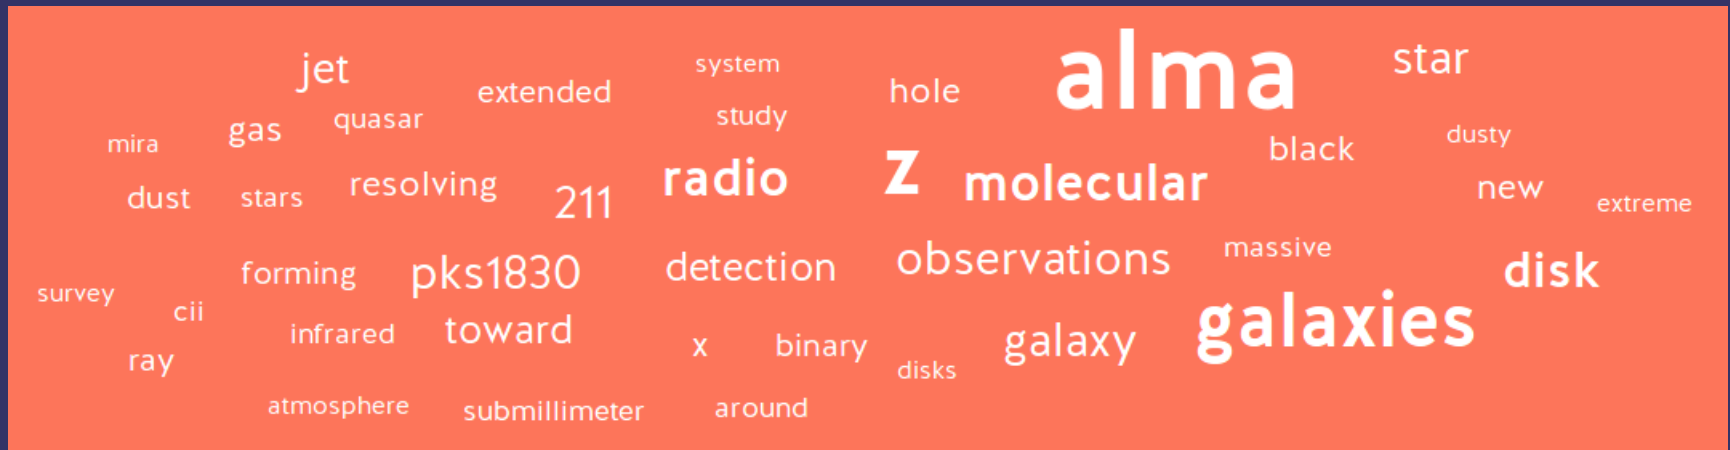 alma
star
jet
system
hole
extended
study
quasar
gas
mira
dusty
black
radio
z
molecular
resolving
211
dust
stars
new
extreme
observations
massive
detection
disk
forming
pks1830
survey
cii
galaxies
infrared
toward
x
binary
galaxy
ray
disks
atmosphere
submillimeter
around